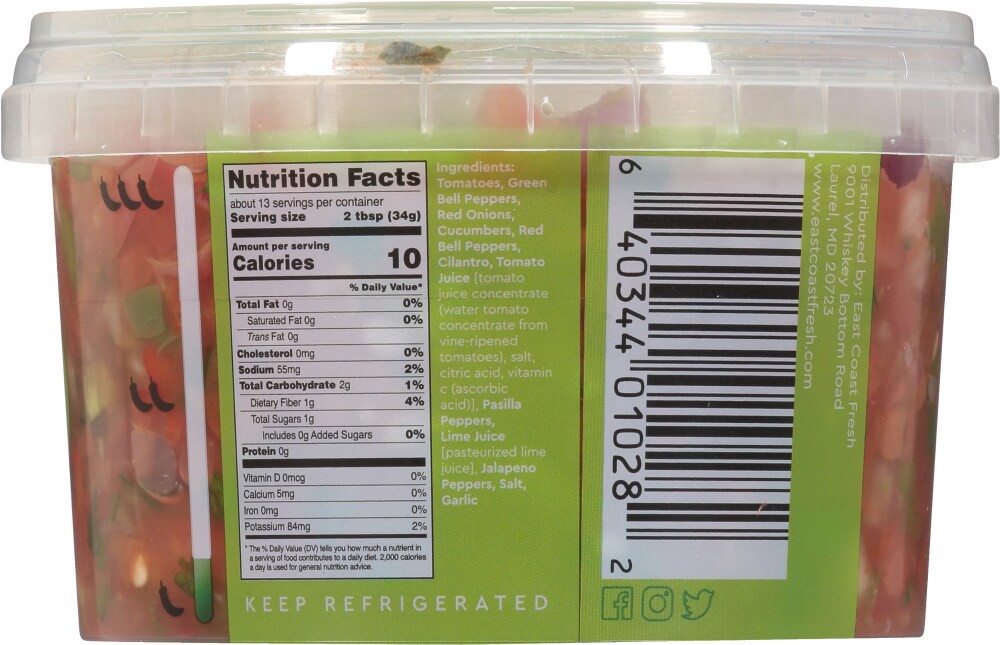 Nutrition Facts
about 13 servings per container
Serving size 2 tbsp (34g)
Amount per serving
Calories 10
% Daily Value*
Total Fat 0g 0%
Saturated Fat 0g 0%
Trans Fat 0g
Cholesterol 0mg 0%
Sodium 55mg 2%
Total Carbohydrate 2g 1%
Dietary Fiber 1g 4%
Total Sugars 1g
Includes 0g Added Sugars 0%
Protein 0g
Vitamin D 0mcg 0%
Calcium 5mg 0%
Iron 0mg 0%
Potassium 84mg 2%
* The % Daily Value (DV) tells you how much a nutrient in
a serving of food contributes to a daily diet. 2,000 calories
a day is used for general nutrition advice.
Ingredients:
Tomatoes, Green
Bell Peppers,
Red Onions,
Cucumbers, Red
Bell Peppers,
Cilantro, Tomato
Juice [tomato
juice concentrate
(water tomato
concentrate from
vine-ripened
tomatoes), salt,
citric acid, vitamin
c (ascorbic
acid)], Pasilla
Peppers,
Lime Juice
[pasteurized lime
juice], Jalapeno
Peppers, Salt,
Garlic
KEEP REFRIGERATED
6 40344 01028 2
Distributed by: East Coast Fresh
9001 Whiskey Bottom Road
Laurel, MD 20723
www.eastcoastfresh.com